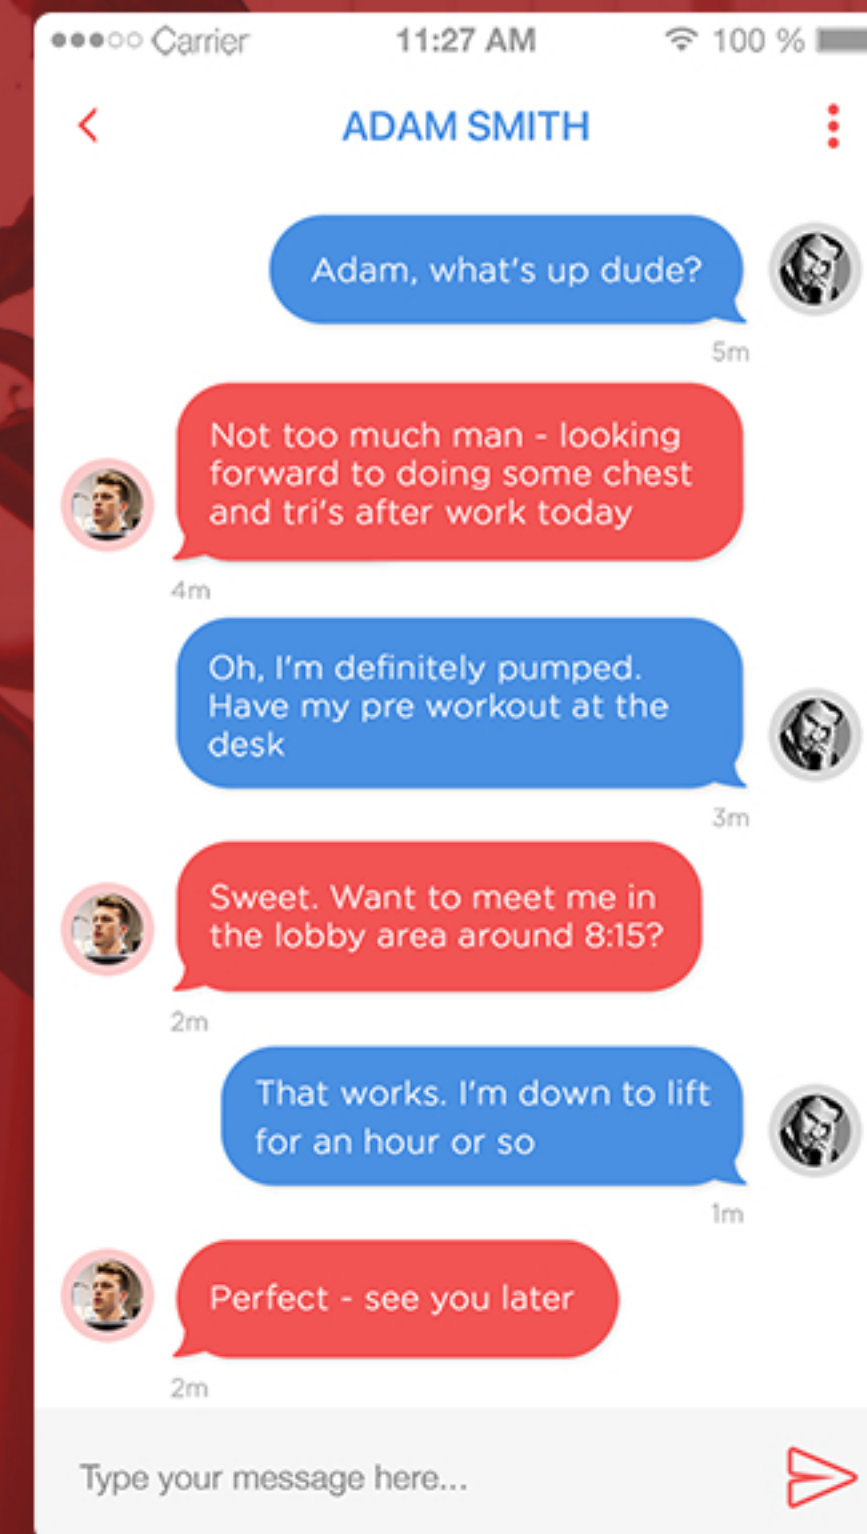 Carrier 11:27 AM 100 %
ADAM SMITH
Adam, what's up dude?
5m
Not too much man - looking
forward to doing some chest
and tri's after work today
4m
Oh, I'm definitely pumped.
Have my pre workout at the
desk
3m
Sweet. Want to meet me in
the lobby area around 8:15?
2m
That works. I'm down to lift
for an hour or so
1m
Perfect - see you later
2m
Type your message here...